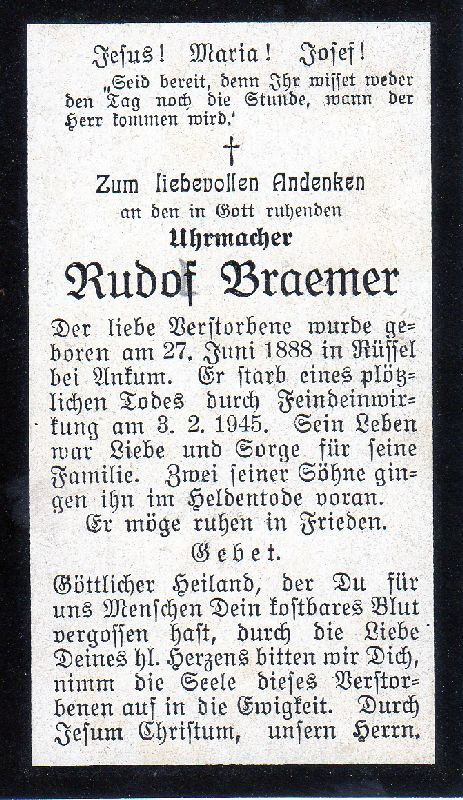 Jesus! Maria! Josef!
„Seid bereit, denn Ihr wisset weder
den Tag noch die Stunde, wann der
Herr kommen wird.“
Zum liebevollen Andenken
an den in Gott ruhenden
Uhrmacher
Rudof Braemer
Der liebe Verstorbene wurde ge-
boren am 27. Juni 1888 in Rüssel
bei Ankum. Er starb eines plötz-
lichen Todes durch Feindeinwir-
kung am 3. 2. 1945. Sein Leben
war Liebe und Sorge für seine
Familie. Zwei seiner Söhne gin-
gen ihn im Heldentode voran.
Er möge ruhen in Frieden.
Gebet.
Göttlicher Heiland, der Du für
uns Menschen Dein kostbares Blut
vergossen hast, durch die Liebe
Deines hl. Herzens bitten wir Dich,
nimm die Seele dieses Verstor-
benen auf in die Ewigkeit. Durch
Jesum Christum, unsern Herrn.